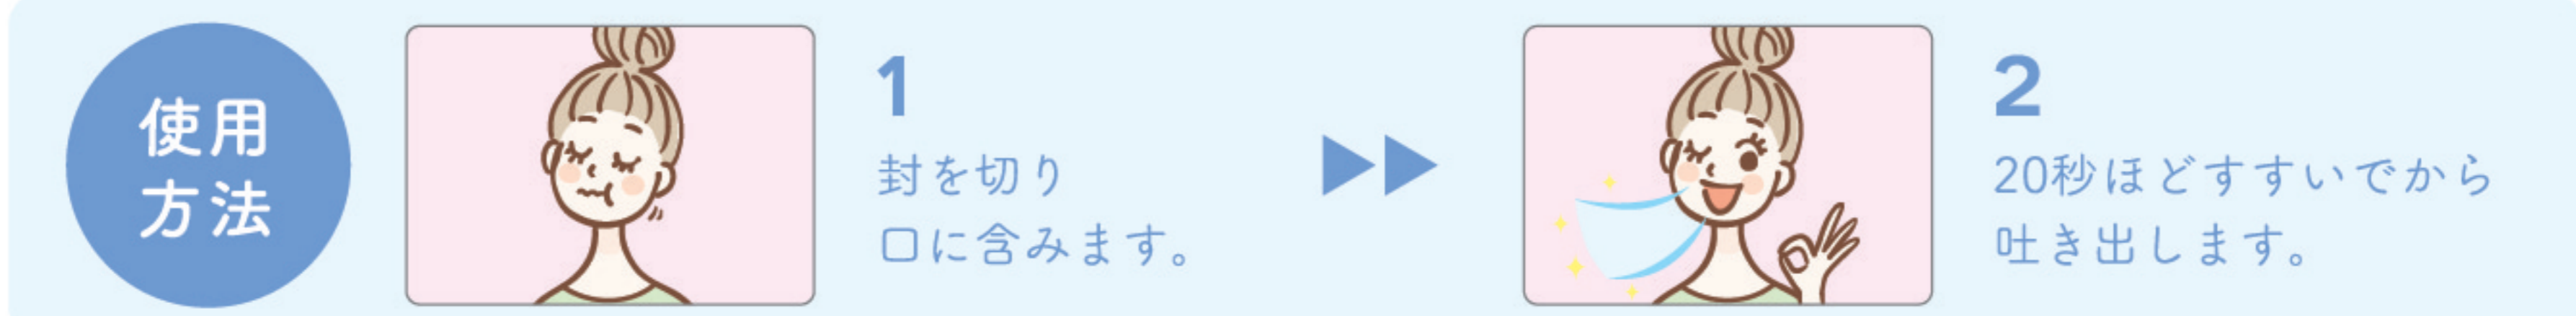 使用
方法
1
封を切り
口に含みます。
2
20秒ほどすすいでから
吐き出します。